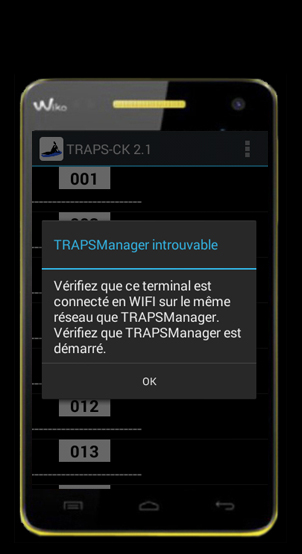 Wiko
TRAPS-CK 2.1
001
TRAPSManager introuvable
Vérifiez que ce terminal est
connecté en WIFI sur le même
réseau que TRAPSManager.
Vérifiez que TRAPSManager est
démarré.
OK
012
013